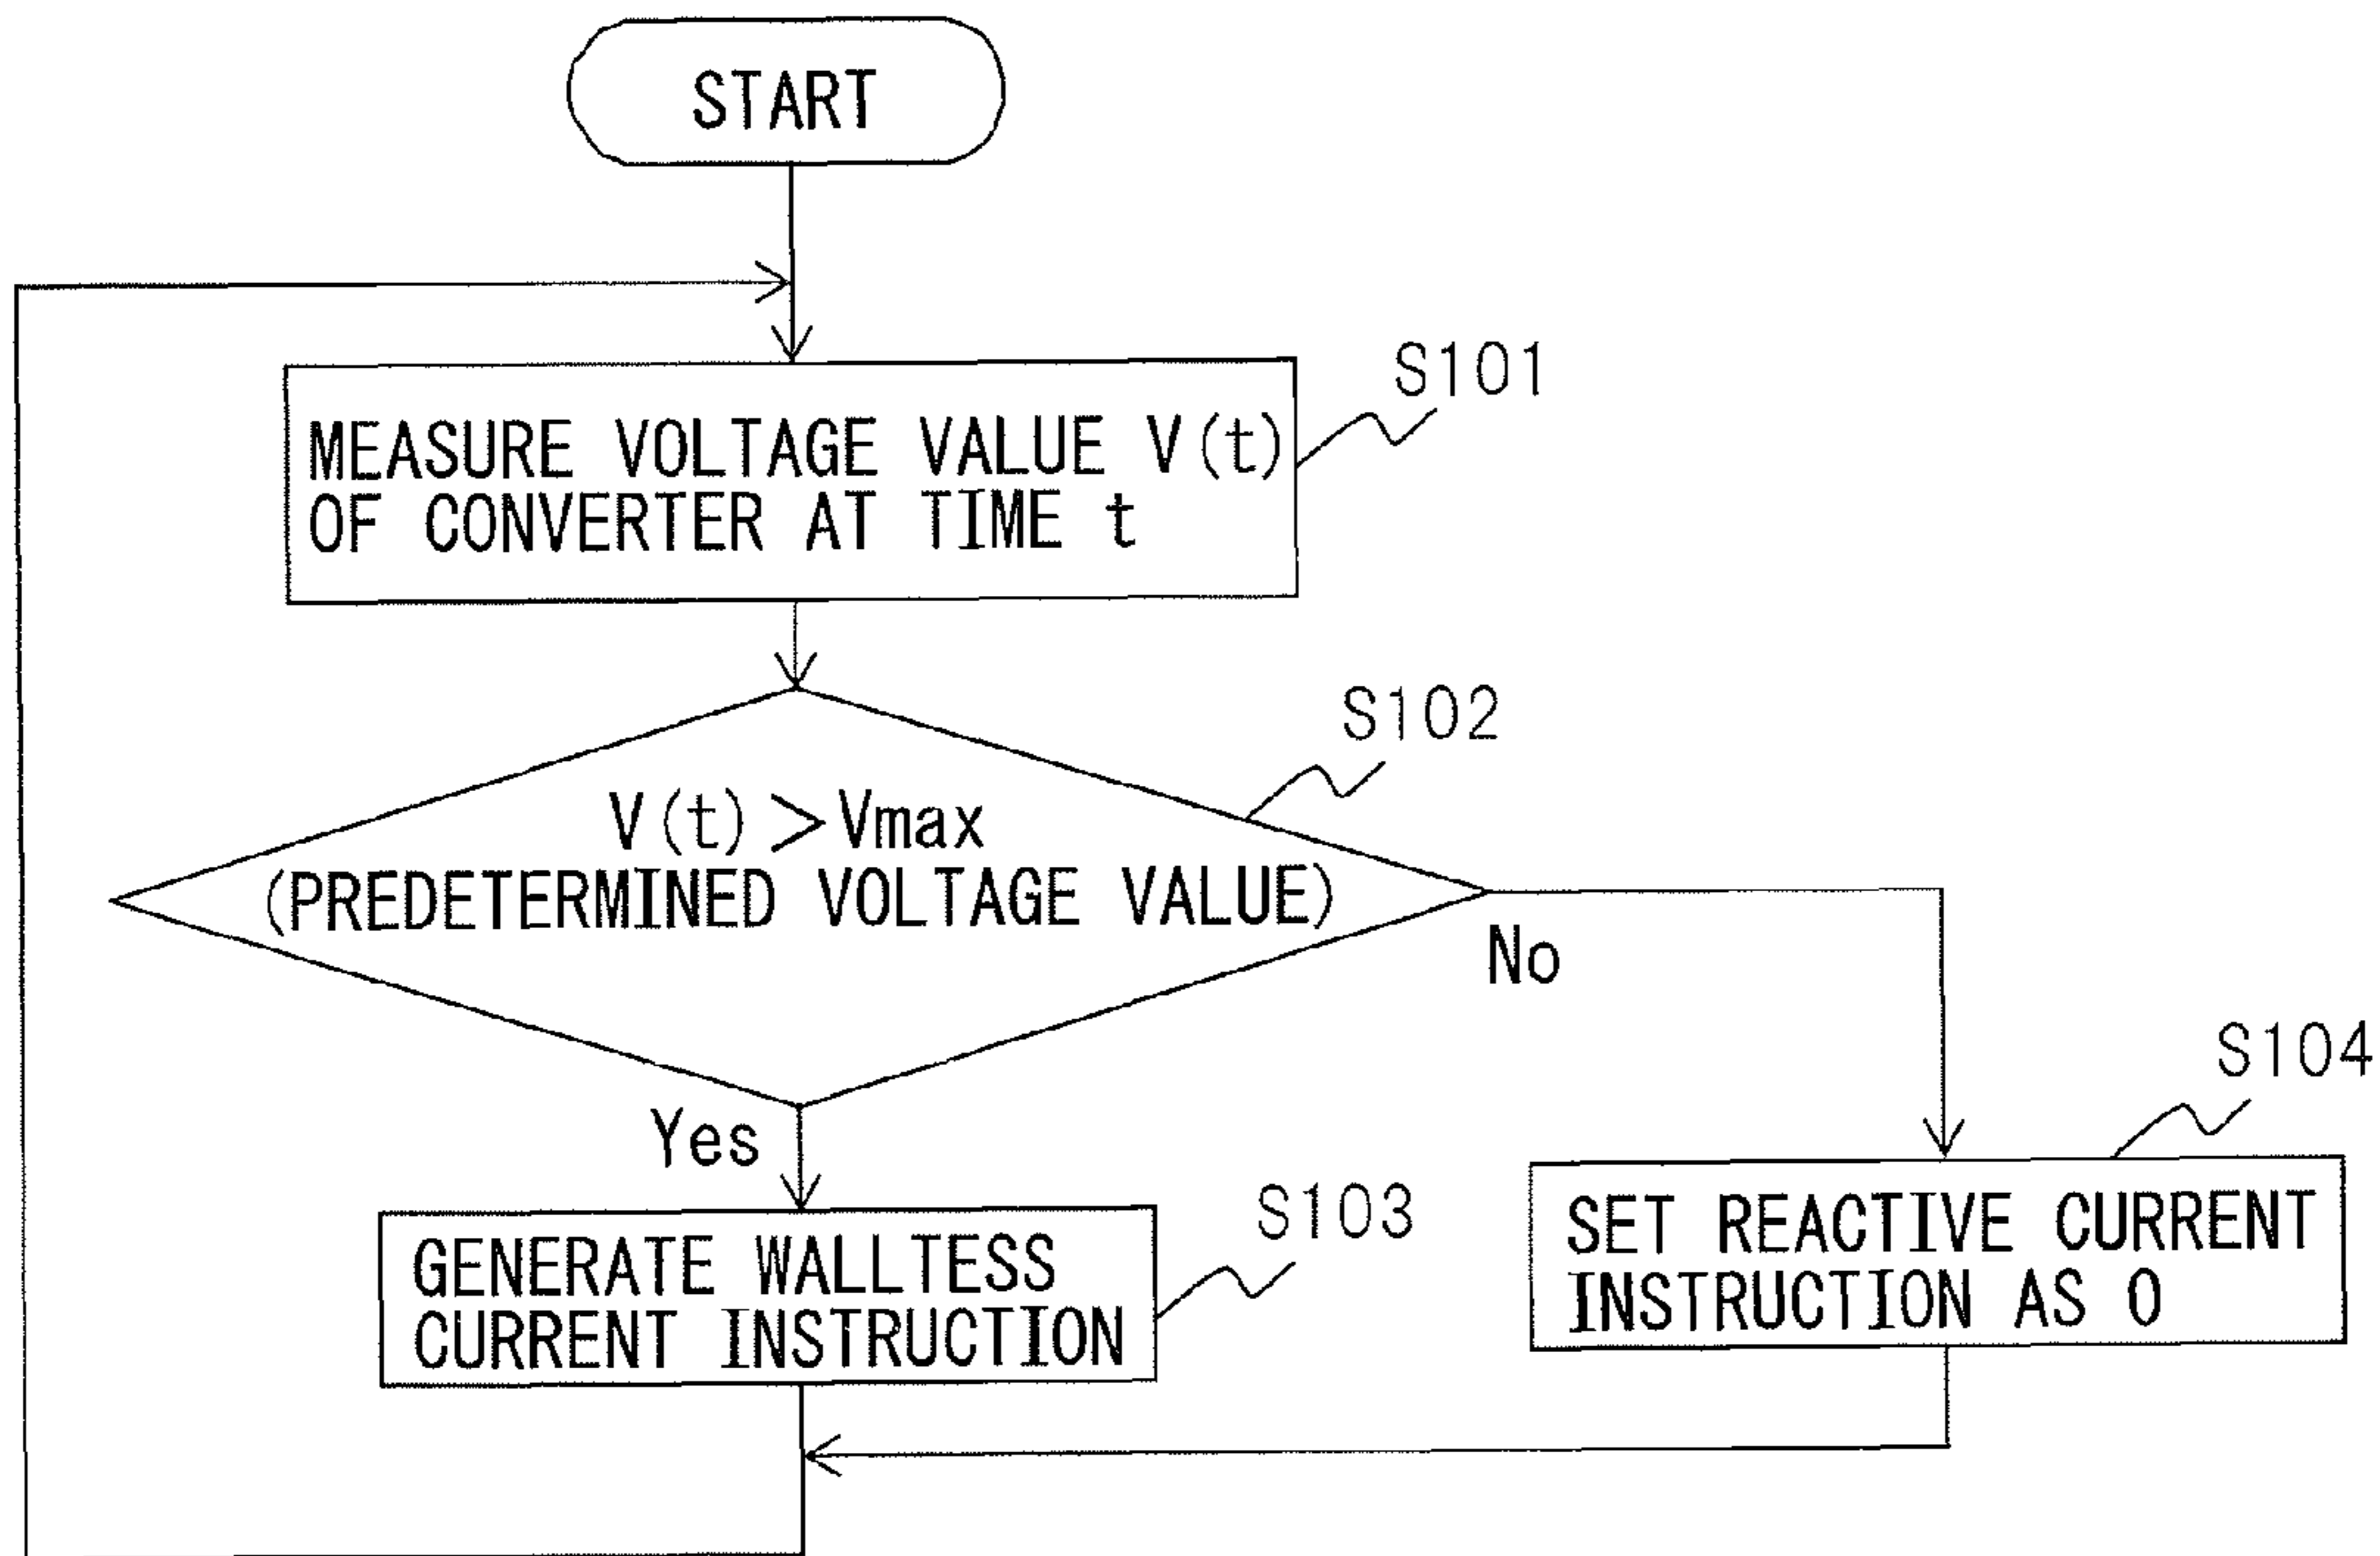 START
S101
MEASURE VOLTAGE VALUE V(t)
OF CONVERTER AT TIME t
S102
V(t) > Vmax
(PREDETERMINED VOLTAGE VALUE)
No
S104
Yes
S103
SET REACTIVE CURRENT
INSTRUCTION AS 0
GENERATE WALLTESS
CURRENT INSTRUCTION